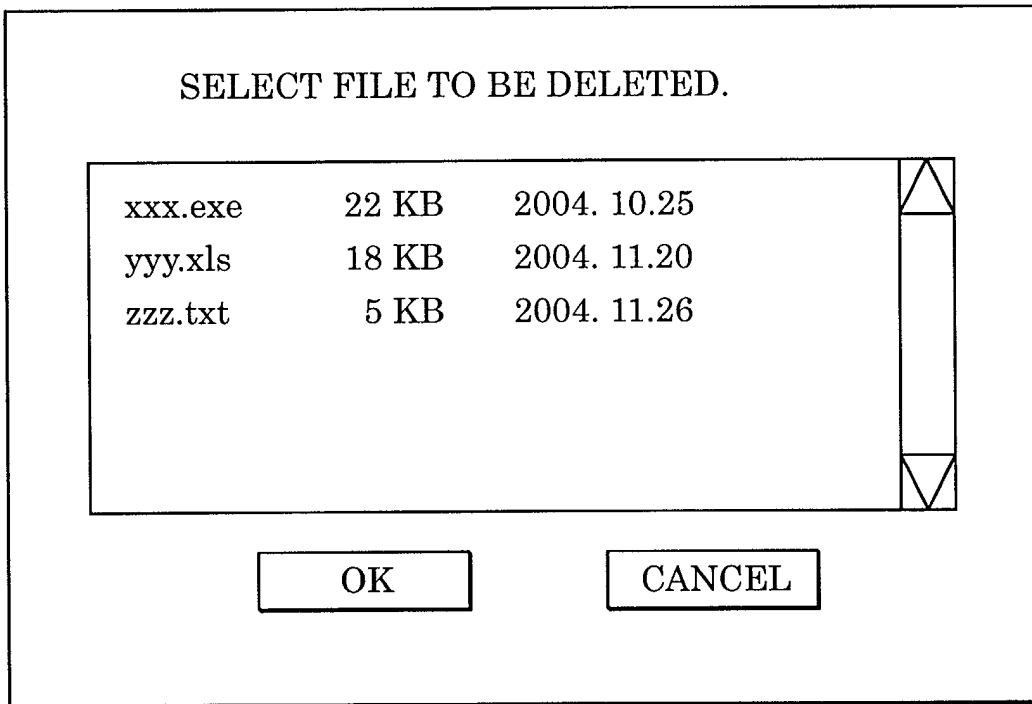 SELECT FILE TO BE DELETED.
xxx.exe 22 KB 2004. 10.25
yyy.xls 18 KB 2004. 11.20
zzz.txt 5 KB 2004. 11.26
OK CANCEL